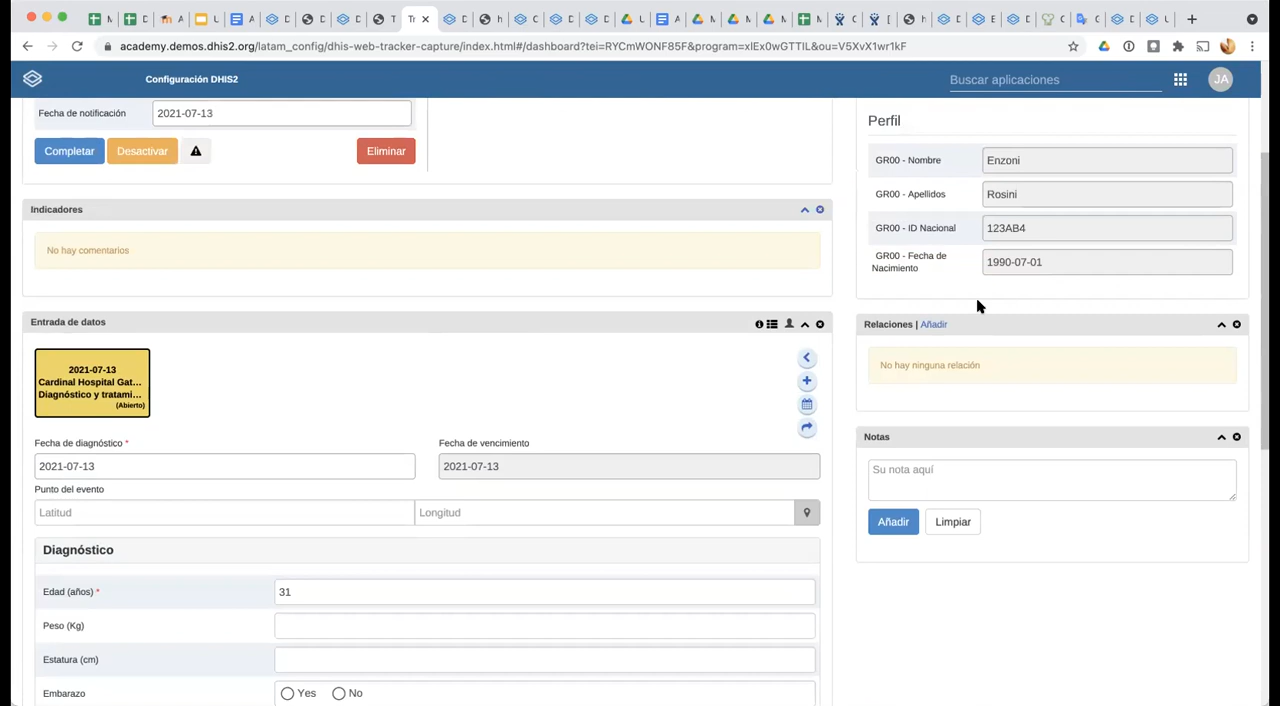 academy.demos.dhis2.org/latam_config/dhis-web-tracker-capture/index.html#/dashboard?tei=RYCmWONF85F&program=xlEx0wGTTIL&ou=V5XvX1wr1kF
Configuración DHIS2
Buscar aplicaciones
JA
Fecha de notificación
2021-07-13
Completar
Desactivar
Eliminar
Indicadores
No hay comentarios
Entrada de datos
2021-07-13
Cardinal Hospital Gat...
Diagnóstico y tratami...
(Abierto)
Fecha de diagnóstico *
Fecha de vencimiento
2021-07-13
2021-07-13
Punto del evento
Latitud
Longitud
Diagnóstico
Edad (años) *
31
Peso (Kg)
Estatura (cm)
Embarazo
Yes
No
Perfil
GR00 - Nombre
Enzoni
GR00 - Apellidos
Rosini
GR00 - ID Nacional
123AB4
GR00 - Fecha de
Nacimiento
1990-07-01
Relaciones | Añadir
No hay ninguna relación
Notas
Su nota aquí
Añadir
Limpiar